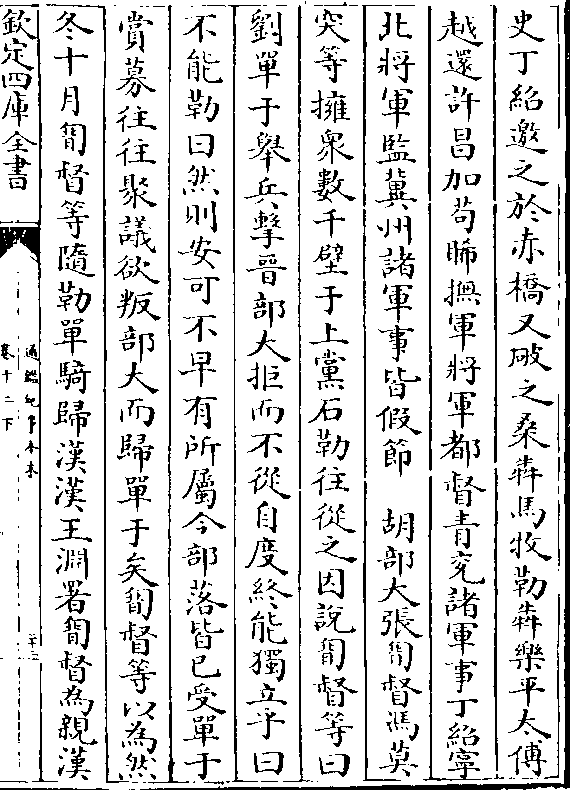 史丁紹邀之於赤橋又破之桑犇馬牧勒犇樂平太傅
越還許昌加苟晞撫軍將軍都督青兖諸軍事丁紹寧
北將軍監冀州諸軍事皆假節　胡部大張㔨督馮莫
突等擁衆數千壁于上黨石勒往從之因說㔨督等曰
劉單于舉兵擊晉部大拒而不從自度終能獨立乎曰
不能勒曰然則安可不早有所屬今部落皆已受單于
賞募往往聚議欲叛部大而歸單于矣㔨督等以為然
冬十月㔨督等隨勒單騎歸漢漢王淵署㔨督為親漢
欽定四庫全書
通鑑紀事本末
卷十二下